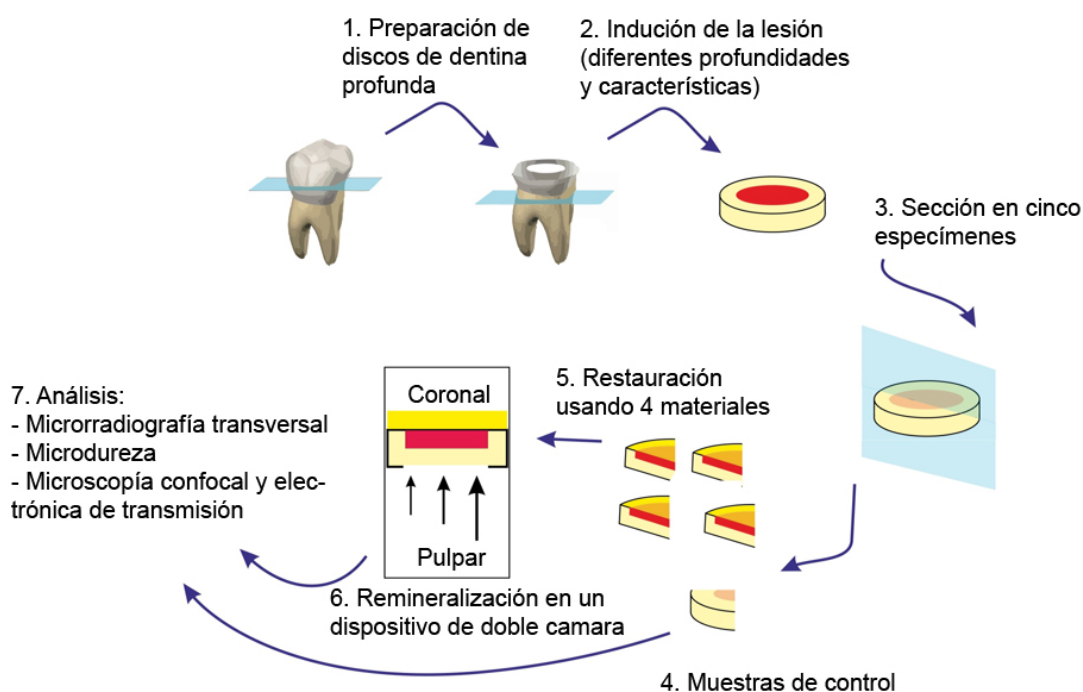 1. Preparación de
discos de dentina
profunda
2. Indución de la lesión
(diferentes profundidades
y características)
3. Sección en cinco
especímenes
4. Muestras de control
5. Restauración
usando 4 materiales
Coronal
Pulpar
6. Remineralización en un
dispositivo de doble camara
7. Análisis:
- Microrradiografía transversal
- Microdureza
- Microscopía confocal y elec-
trónica de transmisión